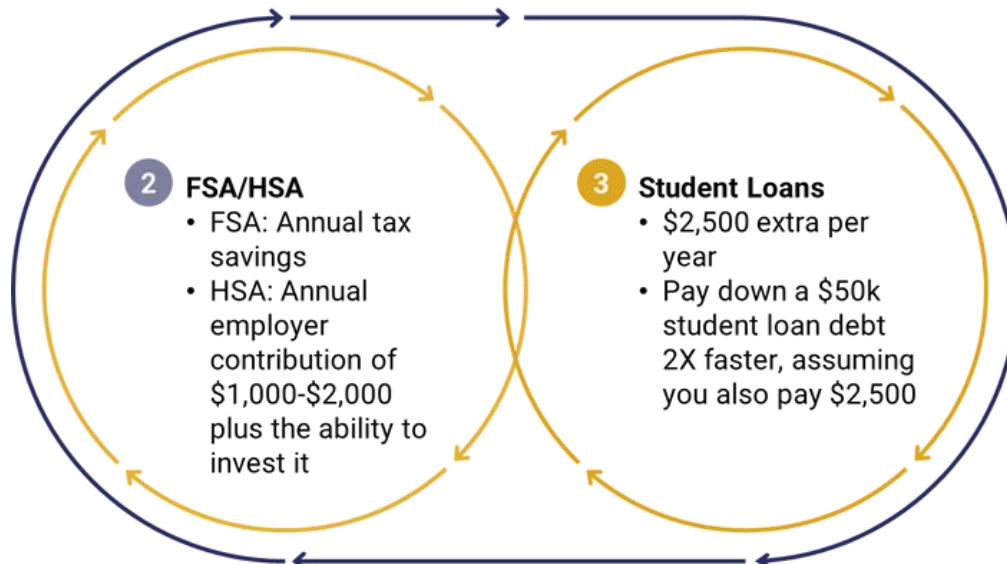 2
FSA/HSA
• FSA: Annual tax
savings
• HSA: Annual
employer
contribution of
$1,000-$2,000
plus the ability to
invest it
3
Student Loans
• $2,500 extra per
year
• Pay down a $50k
student loan debt
2X faster, assuming
you also pay $2,500